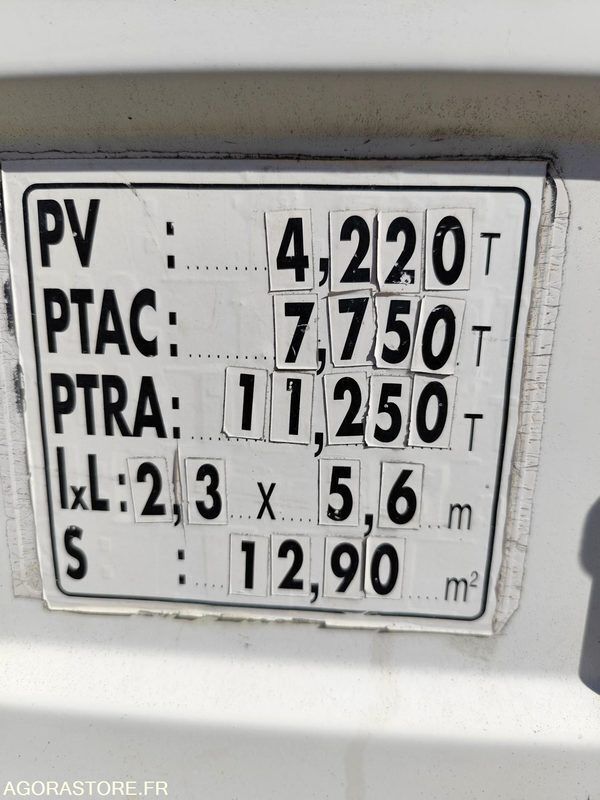 PV : 4,220 T
PTAC : 7,750 T
PTRA : 11,250 T
lxL : 2,3 x 5,6 m
S : 12,90 m²
AGORASTORE.FR